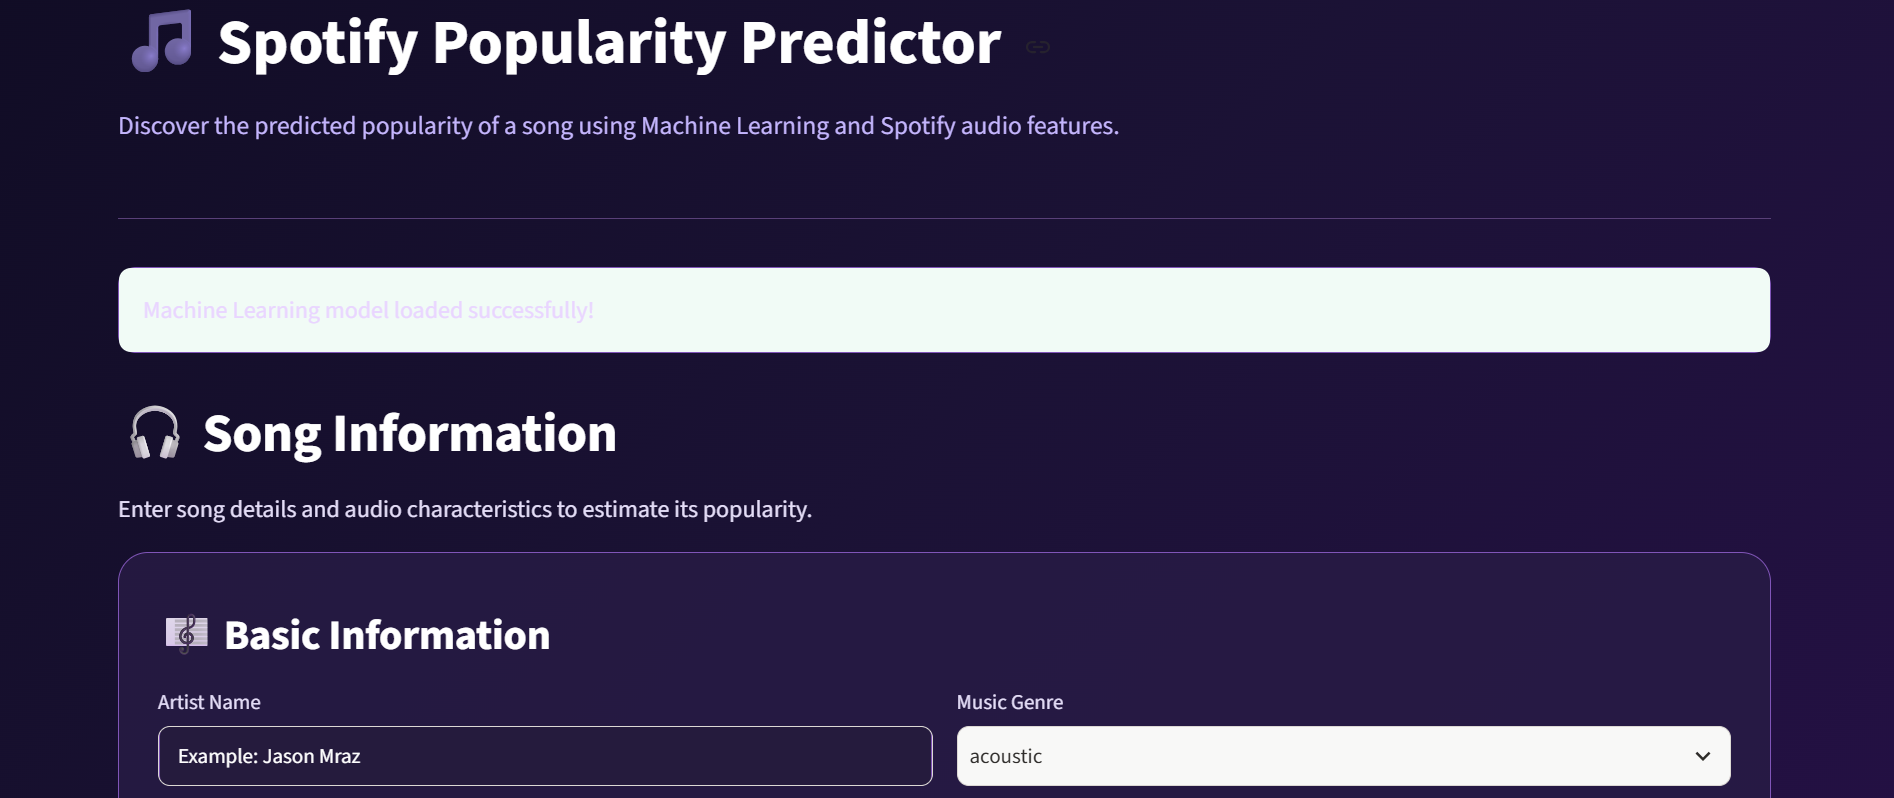 Spotify Popularity Predictor
Discover the predicted popularity of a song using Machine Learning and Spotify audio features.
Machine Learning model loaded successfully!
Song Information
Enter song details and audio characteristics to estimate its popularity.
Basic Information
Artist Name
Music Genre
Example: Jason Mraz
acoustic